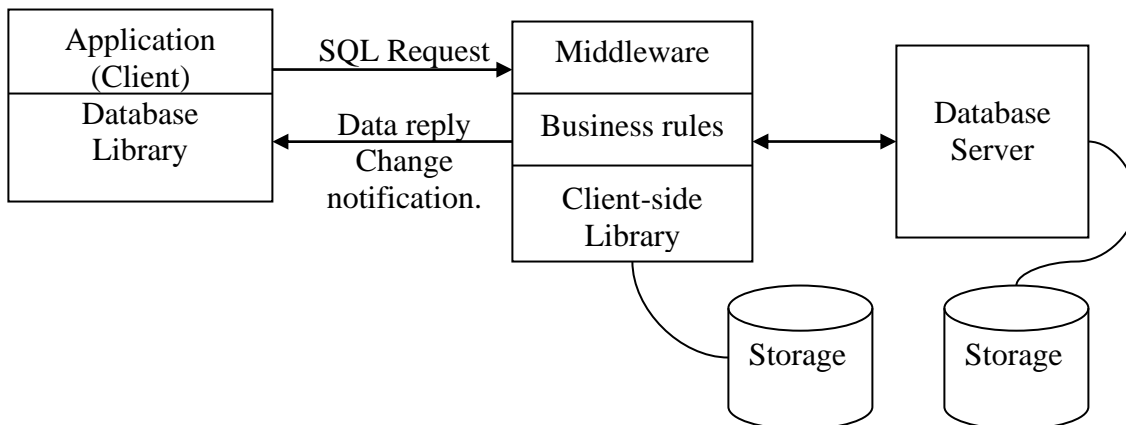 Application
(Client)
Database
Library
SQL Request
Data reply
Change
notification.
Middleware
Business rules
Client-side
Library
Database
Server
Storage
Storage